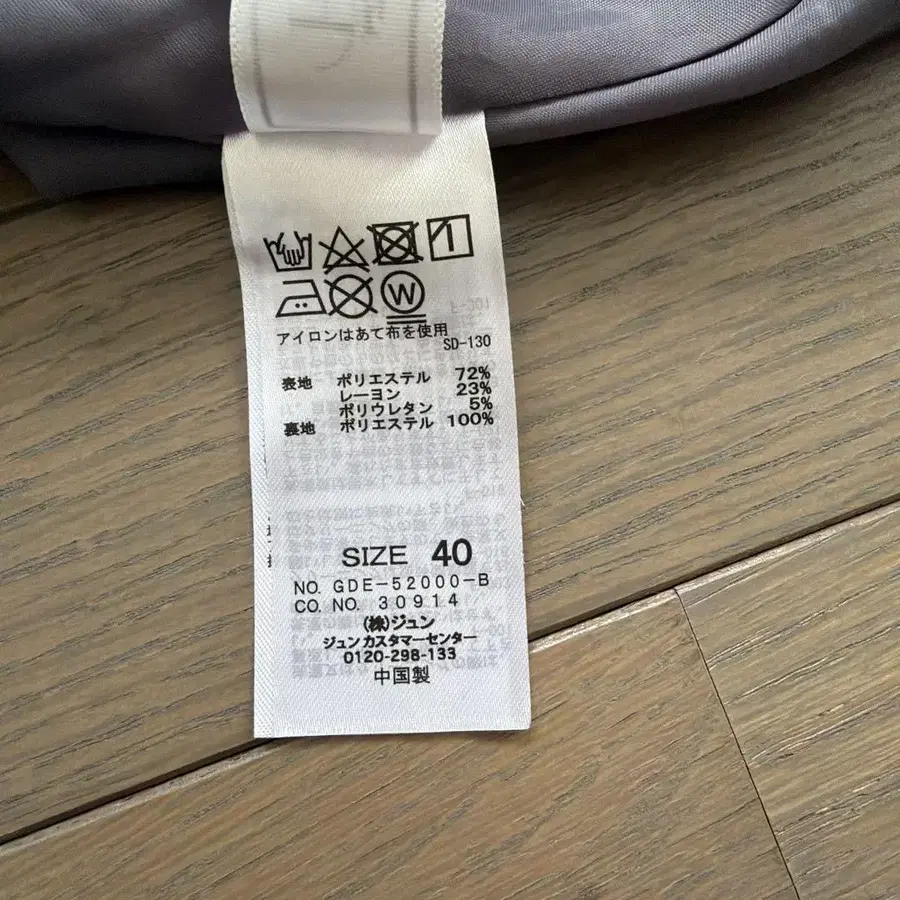 W
アイロンはあて布を使用
SD-130
表地 ポリエステル 72%
レーヨン 23%
ポリウレタン 5%
裏地 ポリエステル 100%
SIZE 40
NO. GDE-52000-B
CO. NO. 30914
(株)ジュン
ジュンカスタマーセンター
0120-298-133
中国製